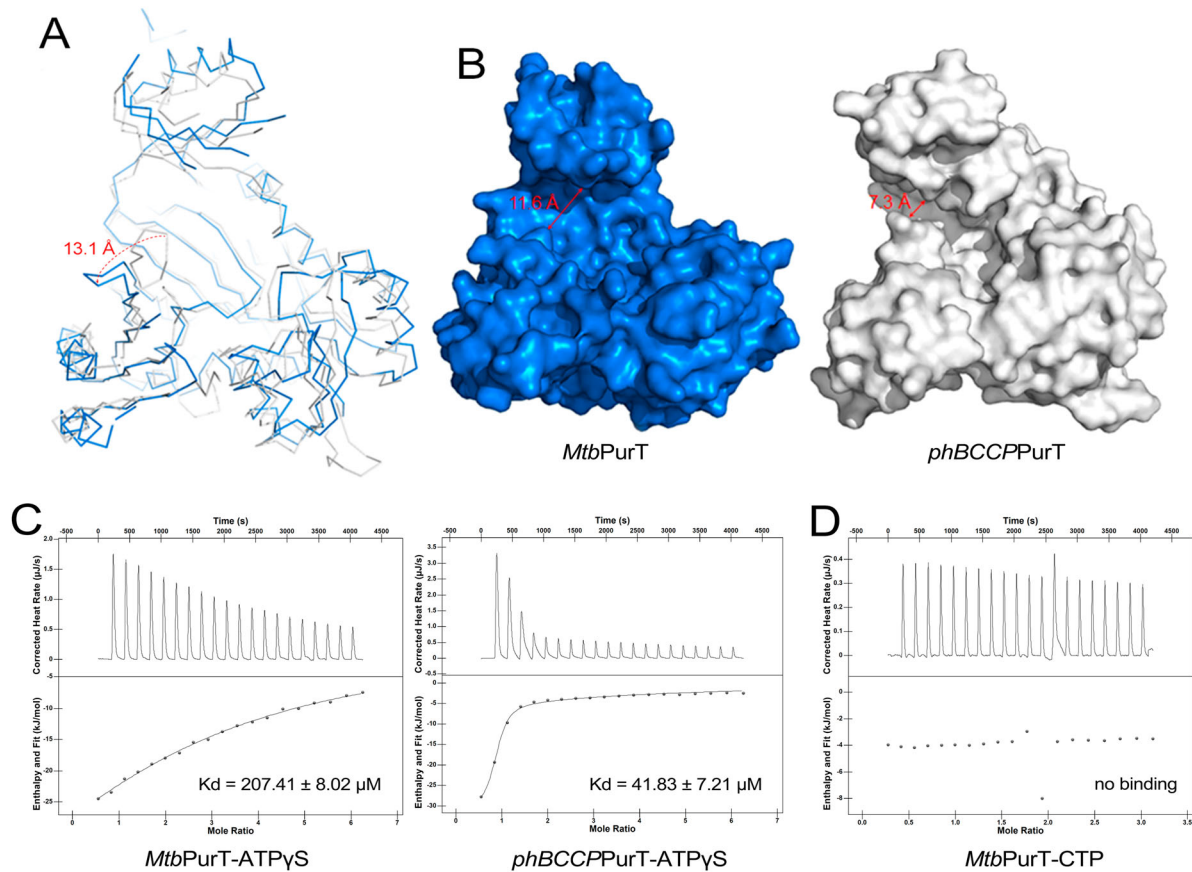 A
13.1 Å
B
11.6 Å
MtbPurT
7.3 Å
phBCCPPurT
C
Time (s)
-500 0 500 1000 1500 2000 2500 3000 3500 4000 4500
Corrected Heat Rate (µJ/s)
2.0
1.5
1.0
0.5
0
-5
Enthalpy and Fit (kJ/mol)
-10
-15
-20
-25
Kd = 207.41 ± 8.02 µM
0 1 2 3 4 5 6 7
Mole Ratio
MtbPurT-ATPγS
Time (s)
-500 0 500 1000 1500 2000 2500 3000 3500 4000 4500
Corrected Heat Rate (µJ/s)
3.5
3.0
2.5
2.0
1.5
1.0
0.5
0
-0.5
Enthalpy and Fit (kJ/mol)
0
-5
-10
-15
-20
-25
-30
Kd = 41.83 ± 7.21 µM
0 1 2 3 4 5 6 7
Mole Ratio
phBCCPPurT-ATPγS
D
Time (s)
-500 0 500 1000 1500 2000 2500 3000 3500 4000 4500
Corrected Heat Rate (µJ/s)
0.4
0.3
0.2
0.1
0
Enthalpy and Fit (kJ/mol)
0
-2
-4
-6
-8
no binding
0.0 0.5 1.0 1.5 2.0 2.5 3.0 3.5
Mole Ratio
MtbPurT-CTP